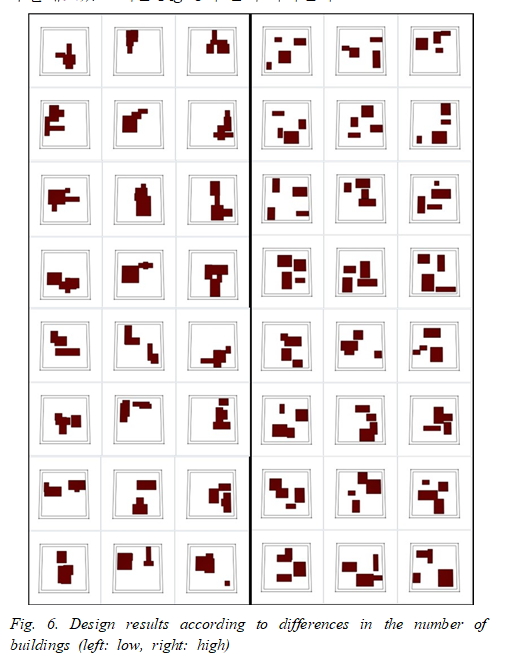 Fig. 6. Design results according to differences in the number of
buildings (left: low, right: high)